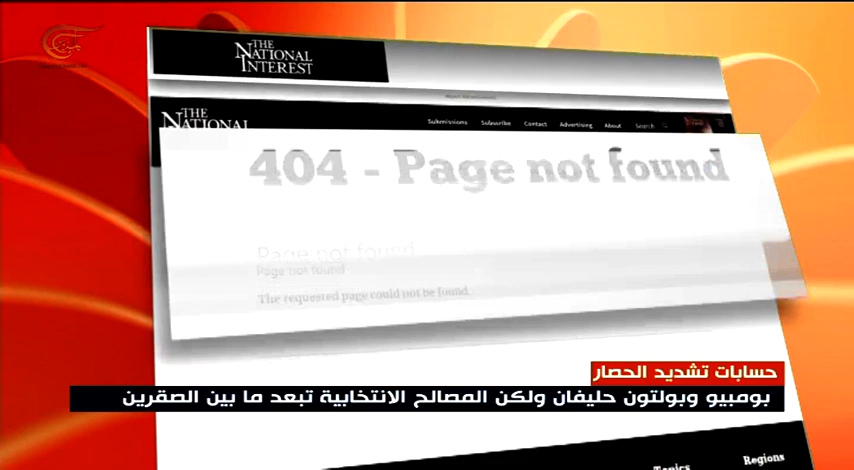 THE
NATIONAL
INTEREST
THE
NATIONAL
Submissions Subscribe Contact Advertising About Search
404 - Page not found
Page not found
Page not found
The requested page could not be found.
حسابات تشديد الحصار
بومبيو وبولتون حليفان ولكن المصالح الانتخابية تبعد ما بين الصقرين
Topics Regions